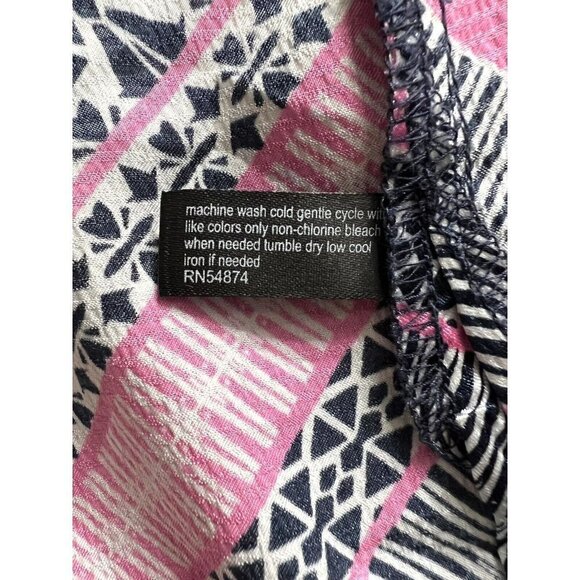 machine wash cold gentle cycle with
like colors only non-chlorine bleach
when needed tumble dry low cool
iron if needed
RN54874